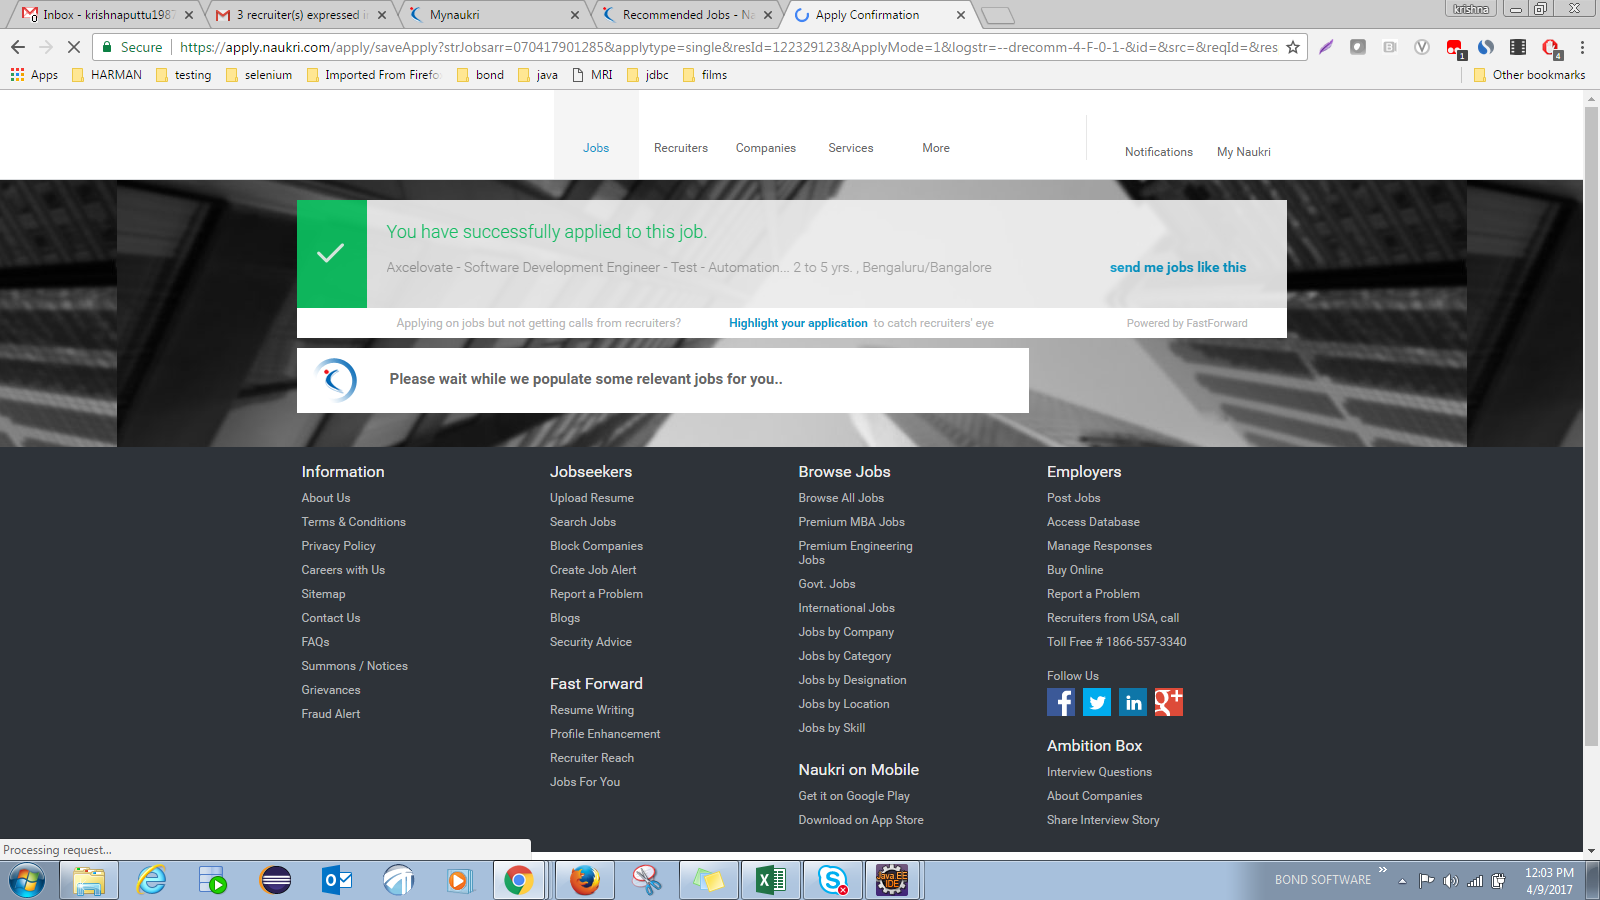 Inbox - krishnaputtu1987
3 recruiter(s) expressed in
Mynaukri
Recommended Jobs - Na
Apply Confirmation
krishna
Secure
https://apply.naukri.com/apply/saveApply?strJobsarr=070417901285&applytype=single&resId=122329123&ApplyMode=1&logstr=--drecomm-4-F-0-1-&id=&src=&reqId=&res
Apps
HARMAN
testing
selenium
Imported From Firefo
bond
java
MRI
jdbc
films
Other bookmarks
Jobs
Recruiters
Companies
Services
More
Notifications
My Naukri
You have successfully applied to this job.
Axcelovate - Software Development Engineer - Test - Automation... 2 to 5 yrs. , Bengaluru/Bangalore
send me jobs like this
Applying on jobs but not getting calls from recruiters?
Highlight your application to catch recruiters' eye
Powered by FastForward
Please wait while we populate some relevant jobs for you..
Information
About Us
Terms & Conditions
Privacy Policy
Careers with Us
Sitemap
Contact Us
FAQs
Summons / Notices
Grievances
Fraud Alert
Jobseekers
Upload Resume
Search Jobs
Block Companies
Create Job Alert
Report a Problem
Blogs
Security Advice
Fast Forward
Resume Writing
Profile Enhancement
Recruiter Reach
Jobs For You
Browse Jobs
Browse All Jobs
Premium MBA Jobs
Premium Engineering
Jobs
Govt. Jobs
International Jobs
Jobs by Company
Jobs by Category
Jobs by Designation
Jobs by Location
Jobs by Skill
Naukri on Mobile
Get it on Google Play
Download on App Store
Employers
Post Jobs
Access Database
Manage Responses
Buy Online
Report a Problem
Recruiters from USA, call
Toll Free # 1866-557-3340
Follow Us
Ambition Box
Interview Questions
About Companies
Share Interview Story
Processing request...
Java EE
IDE
BOND SOFTWARE
12:03 PM
4/9/2017